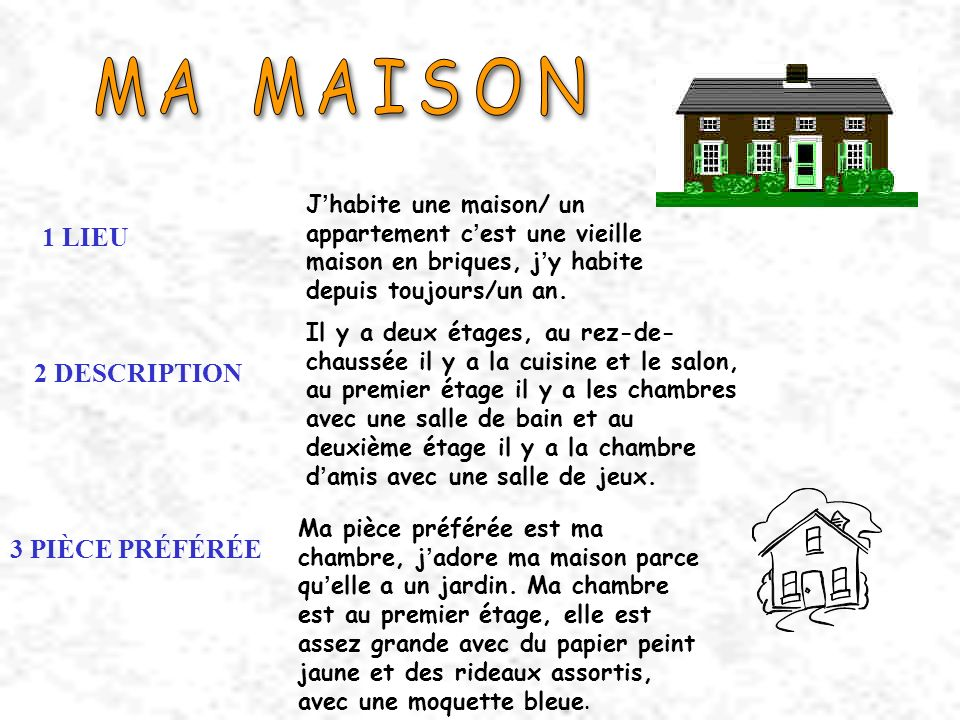 MA MAISON
1 LIEU
J’habite une maison/ un
appartement c’est une vieille
maison en briques, j’y habite
depuis toujours/un an.
2 DESCRIPTION
Il y a deux étages, au rez-de-
chaussée il y a la cuisine et le salon,
au premier étage il y a les chambres
avec une salle de bain et au
deuxième étage il y a la chambre
d’amis avec une salle de jeux.
3 PIÈCE PRÉFÉRÉE
Ma pièce préférée est ma
chambre, j’adore ma maison parce
qu’elle a un jardin. Ma chambre
est au premier étage, elle est
assez grande avec du papier peint
jaune et des rideaux assortis,
avec une moquette bleue.